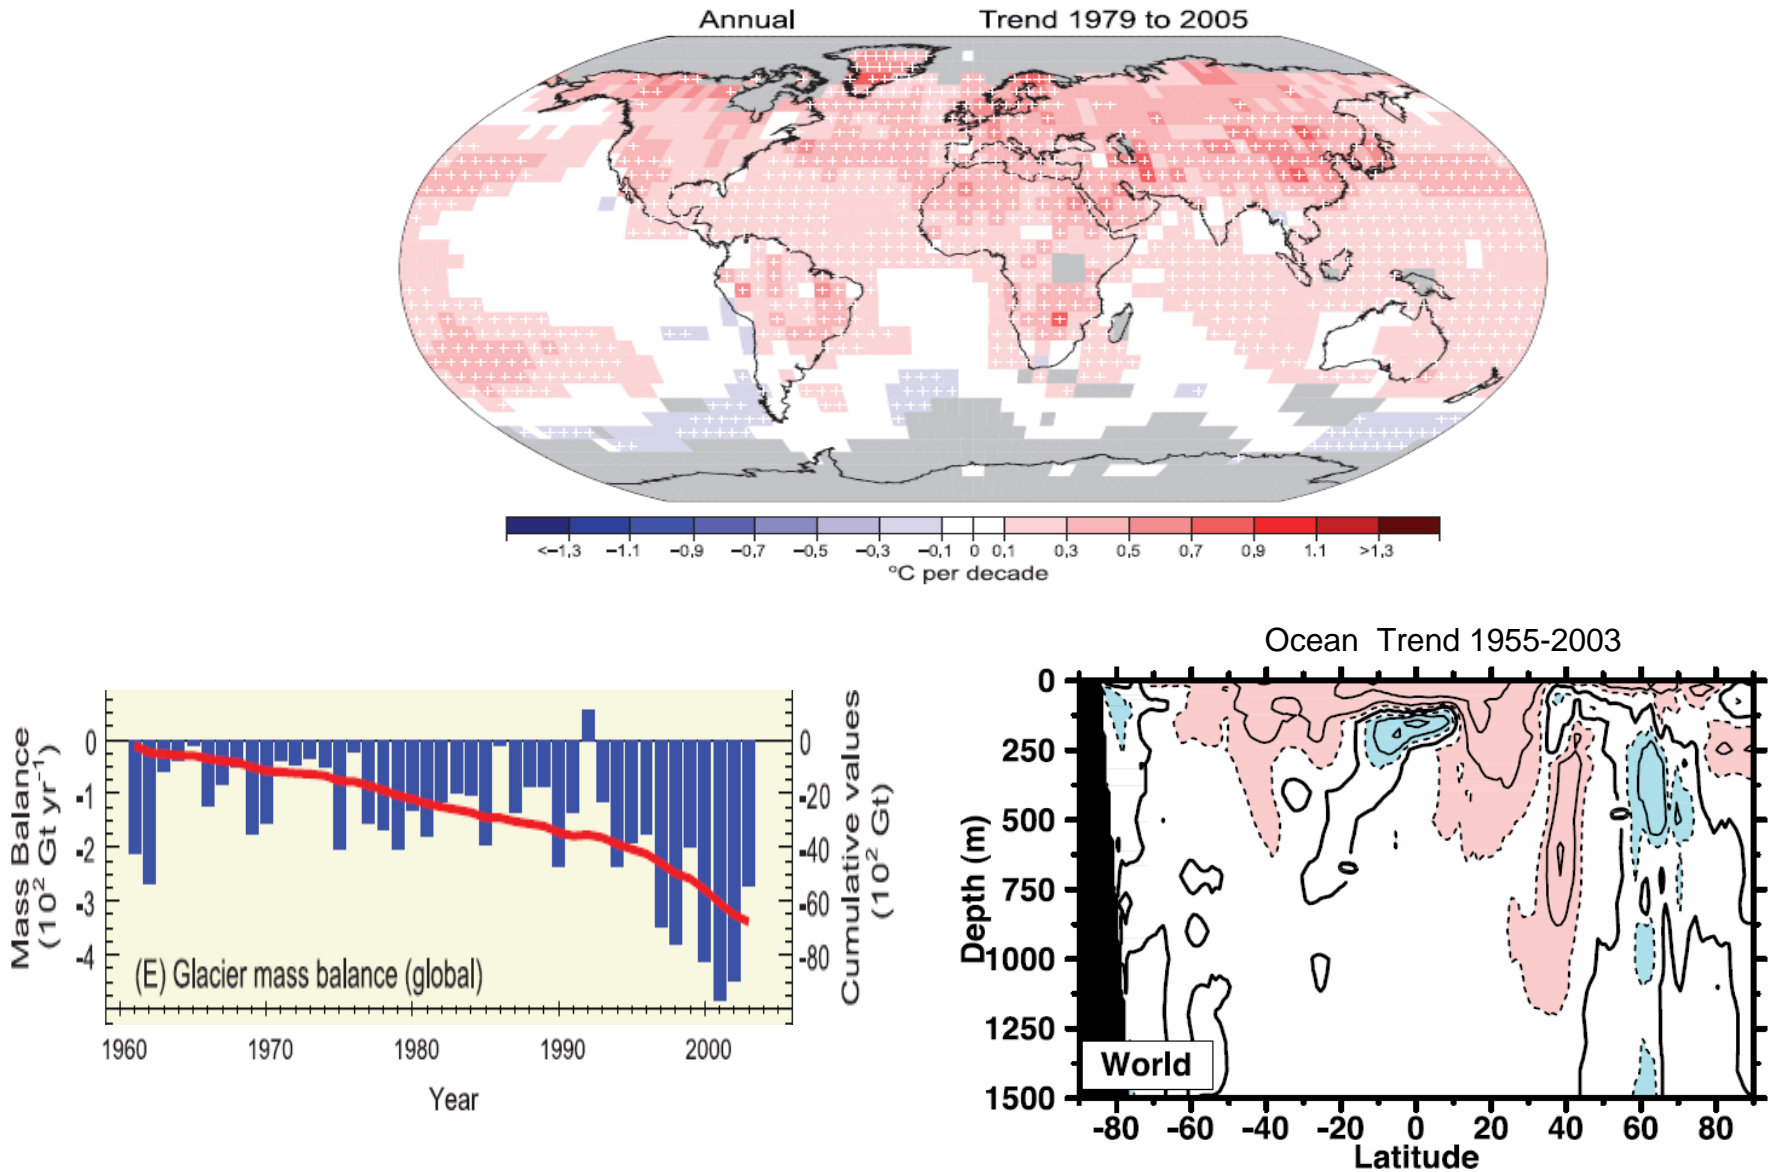 Annual Trend 1979 to 2005
<−1.3 −1.1 −0.9 −0.7 −0.5 −0.3 −0.1 0 0.1 0.3 0.5 0.7 0.9 1.1 >1.3
°C per decade
Mass Balance
(10² Gt yr⁻¹)
0
-1
-2
-3
-4
0
-20
-40
-60
-80
Cumulative values
(10² Gt)
(E) Glacier mass balance (global)
1960 1970 1980 1990 2000
Year
Ocean Trend 1955-2003
Depth (m)
0
250
500
750
1000
1250
1500
0
0
World
-80 -60 -40 -20 0 20 40 60 80
Latitude